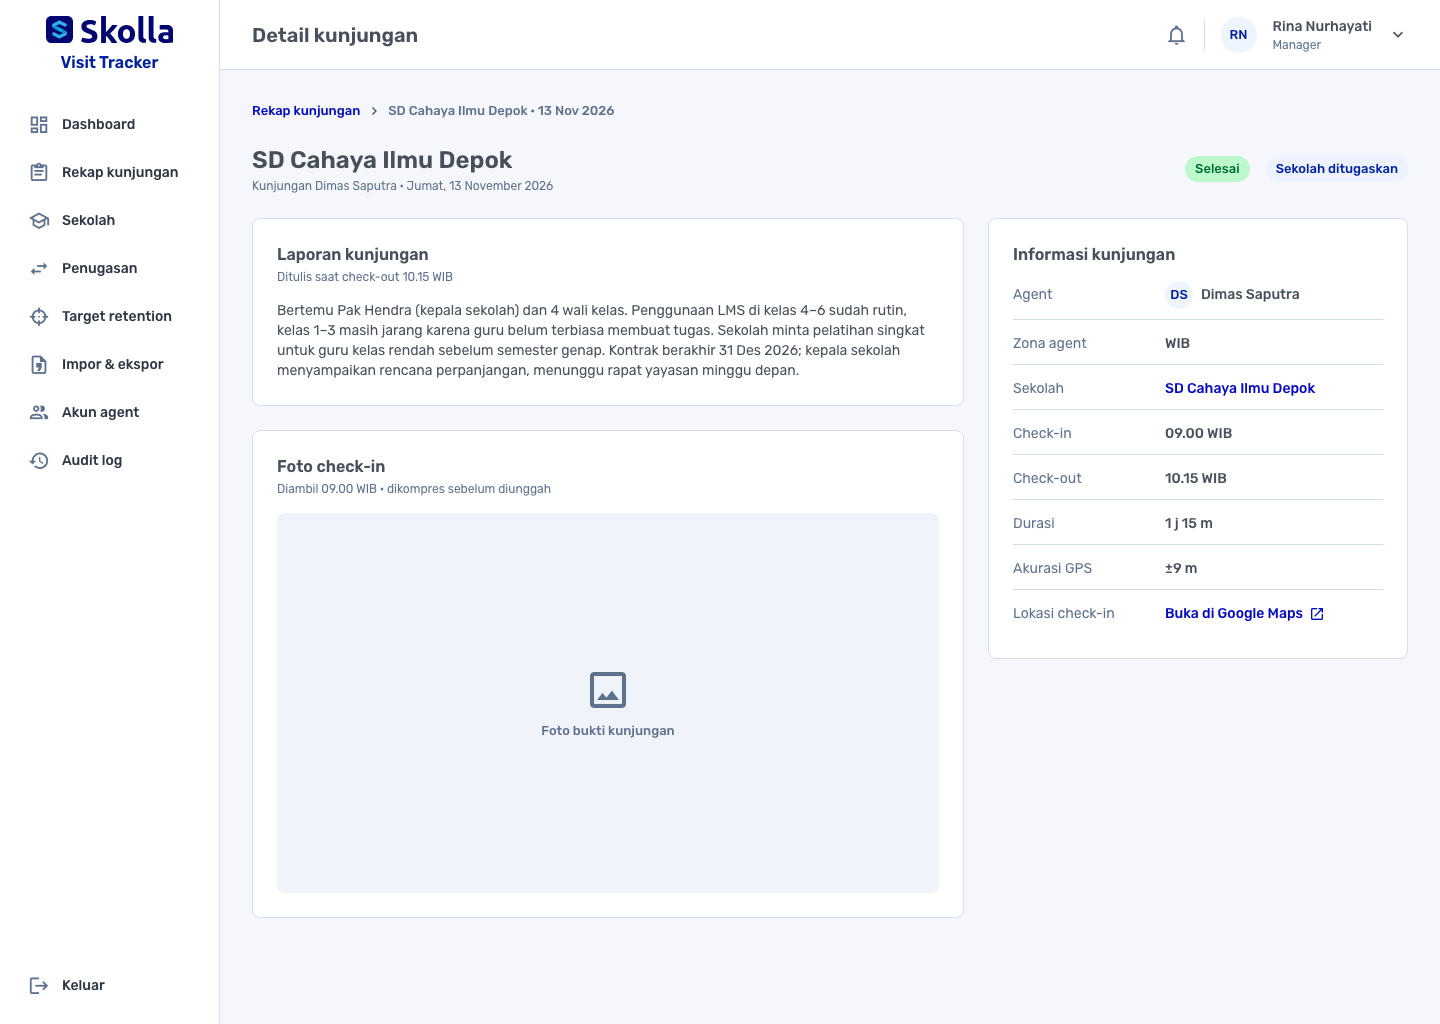 Skolla
Visit Tracker
Dashboard
Rekap kunjungan
Sekolah
Penugasan
Target retention
Impor & ekspor
Akun agent
Audit log
Keluar
Detail kunjungan
RN
Rina Nurhayati
Manager
Rekap kunjungan
SD Cahaya Ilmu Depok • 13 Nov 2026
SD Cahaya Ilmu Depok
Kunjungan Dimas Saputra • Jumat, 13 November 2026
Selesai
Sekolah ditugaskan
Laporan kunjungan
Ditulis saat check-out 10.15 WIB
Bertemu Pak Hendra (kepala sekolah) dan 4 wali kelas. Penggunaan LMS di kelas 4–6 sudah rutin,
kelas 1–3 masih jarang karena guru belum terbiasa membuat tugas. Sekolah minta pelatihan singkat
untuk guru kelas rendah sebelum semester genap. Kontrak berakhir 31 Des 2026; kepala sekolah
menyampaikan rencana perpanjangan, menunggu rapat yayasan minggu depan.
Foto check-in
Diambil 09.00 WIB • dikompres sebelum diunggah
Foto bukti kunjungan
Informasi kunjungan
Agent DS Dimas Saputra
Zona agent WIB
Sekolah SD Cahaya Ilmu Depok
Check-in 09.00 WIB
Check-out 10.15 WIB
Durasi 1 j 15 m
Akurasi GPS ±9 m
Lokasi check-in Buka di Google Maps